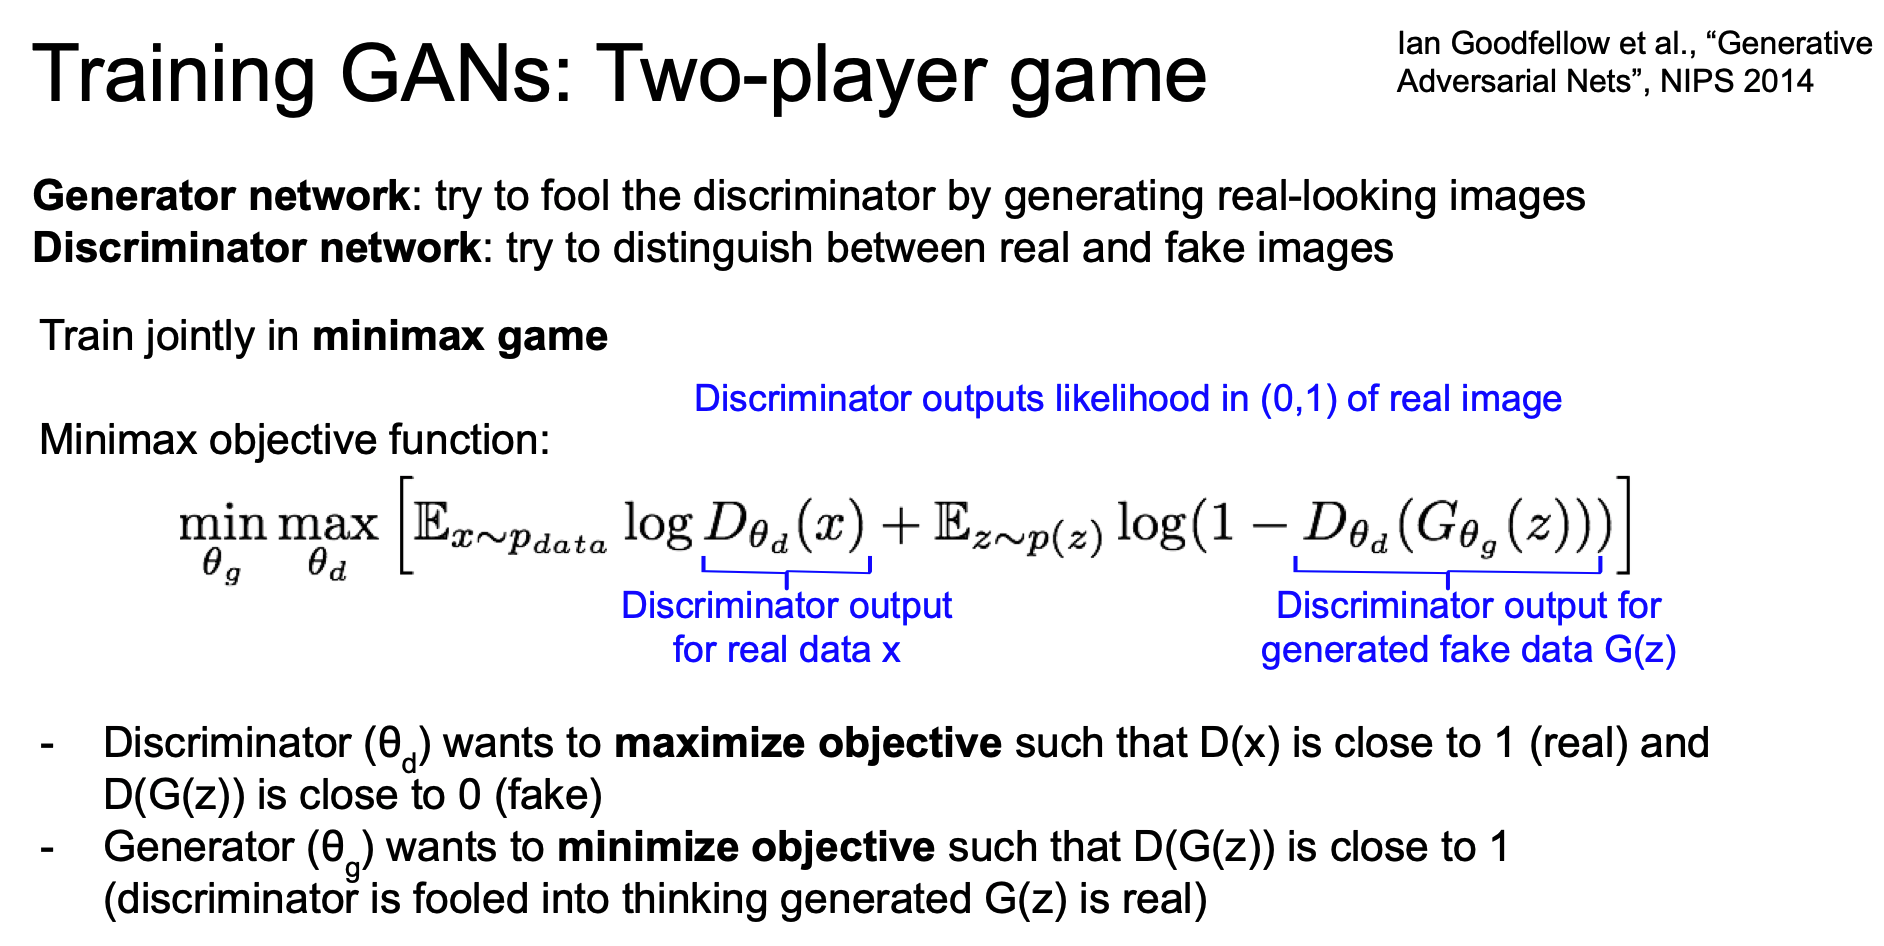 Training GANs: Two-player game
Ian Goodfellow et al., “Generative
Adversarial Nets”, NIPS 2014
Generator network: try to fool the discriminator by generating real-looking images
Discriminator network: try to distinguish between real and fake images
Train jointly in minimax game
Discriminator outputs likelihood in (0,1) of real image
Minimax objective function:
$\min_{\theta_g} \max_{\theta_d} \left[ \mathbb{E}_{x \sim p_{data}} \log D_{\theta_d}(x) + \mathbb{E}_{z \sim p(z)} \log(1 - D_{\theta_d}(G_{\theta_g}(z))) \right]$
Discriminator output
for real data x
Discriminator output for
generated fake data G(z)
- Discriminator (θ_d) wants to maximize objective such that D(x) is close to 1 (real) and
D(G(z)) is close to 0 (fake)
- Generator (θ_g) wants to minimize objective such that D(G(z)) is close to 1
(discriminator is fooled into thinking generated G(z) is real)